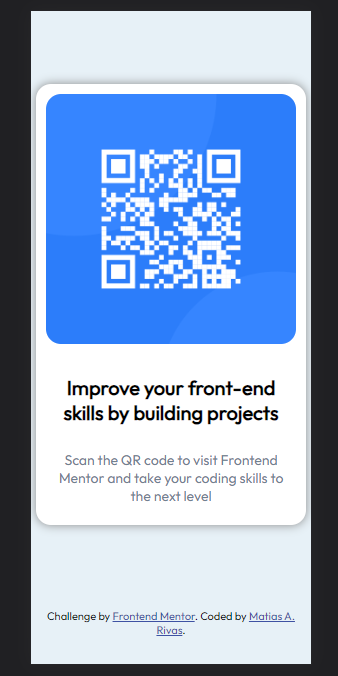 Improve your front-end
skills by building projects
Scan the QR code to visit Frontend
Mentor and take your coding skills to
the next level
Challenge by Frontend Mentor. Coded by Matias A.
Rivas.